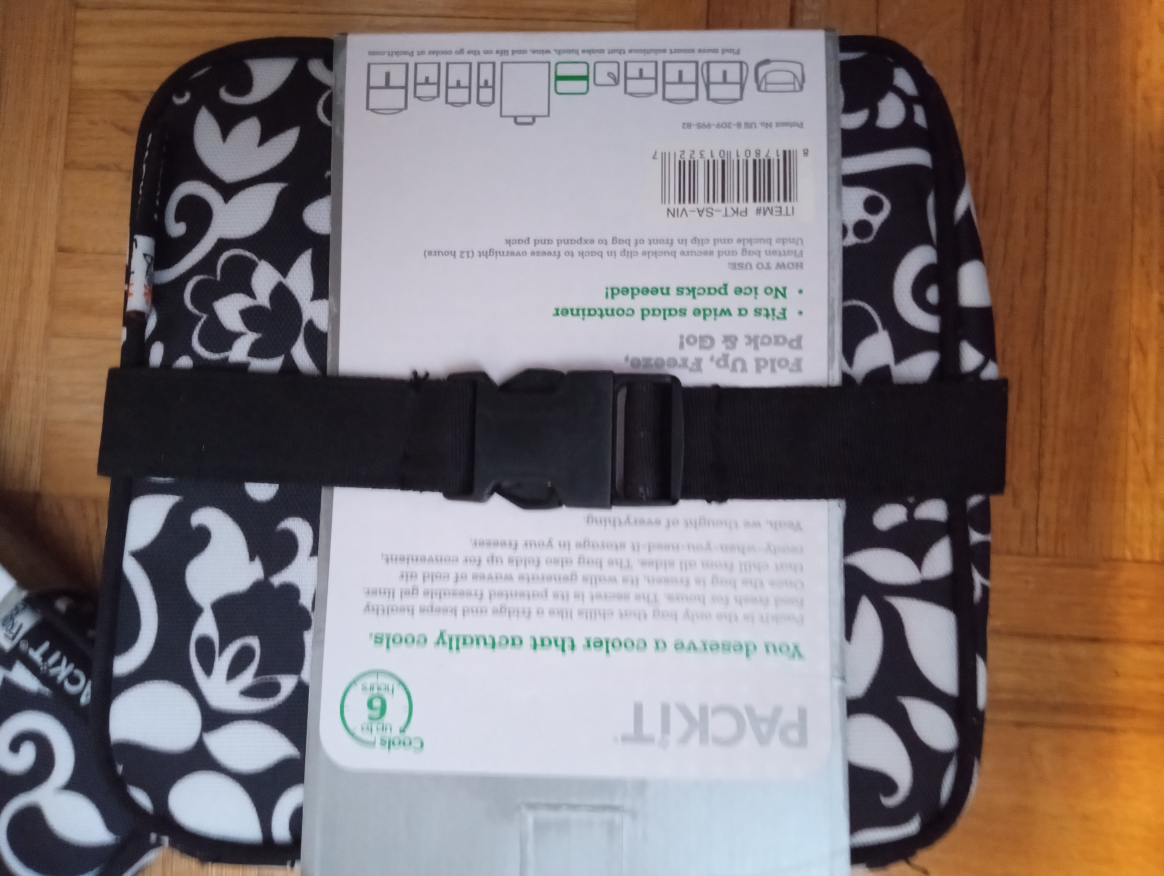 PACKiT
Cools
up to
6
hours
You deserve a cooler that actually cools.
PackIt is the only bag that chills like a fridge and keeps healthy
food fresh for hours. The secret is its patented freezable gel liner.
Once the bag is frozen, its walls generate waves of cold air
that chill from all sides. The bag also folds up for convenient,
ready-when-you-need-it storage in your freezer.
Yeah, we thought of everything.
Fold Up, Freeze,
Pack & Go!
• Fits a wide salad container
• No ice packs needed!
HOW TO USE:
Flatten bag and secure buckle clip in back to freeze overnight (12 hours)
Undo buckle and clip in front of bag to expand and pack
ITEM# PKT-SA-VIN
8 17801 01322 7
Patent No. US 8-209-995-B2
Find more smart solutions that make lunch, wine, and life on the go cooler at PackIt.com
PACKiT